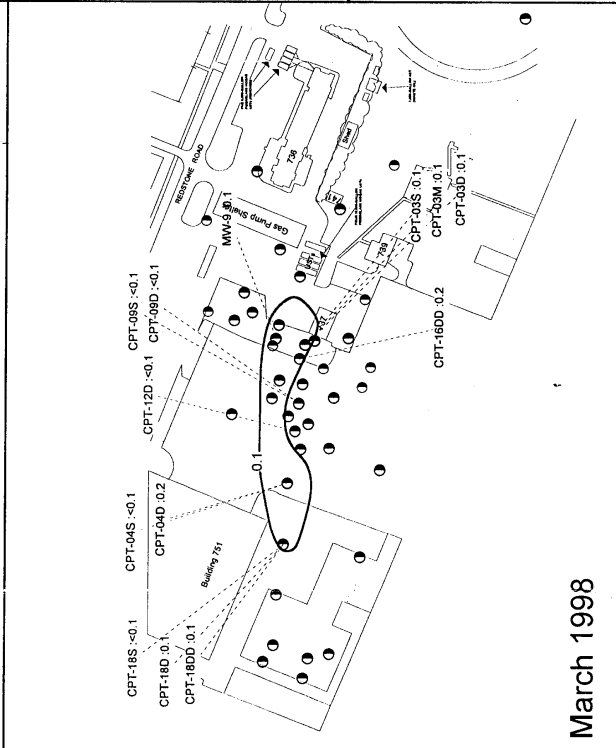 REDSTONE ROAD
736
Shed
741
Gas Pump Shelter
MW-9 :0.1
739
737
CPT-03S :0.1
CPT-03M :0.1
CPT-03D :0.1
CPT-09S :<0.1
CPT-09D :<0.1
CPT-16DD :0.2
CPT-12D :<0.1
0.1
CPT-04S :<0.1
CPT-04D :0.2
Building 751
CPT-18S :<0.1
CPT-18D :0.1
CPT-18DD :0.1
March 1998